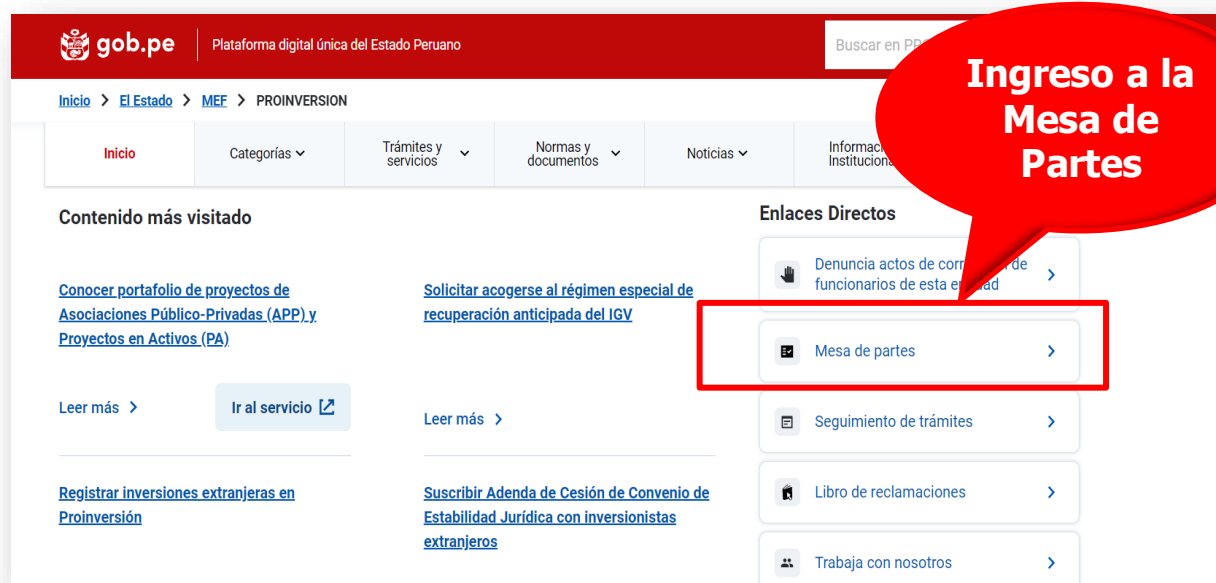 gob.pe
Plataforma digital única del Estado Peruano
Buscar en
Ingreso a la
Mesa de
Partes
Inicio > El Estado > MEF > PROINVERSION
Inicio
Categorías
Trámites y
servicios
Normas y
documentos
Noticias
Contenido más visitado
Conocer portafolio de proyectos de
Asociaciones Público-Privadas (APP) y
Proyectos en Activos (PA)
Leer más >
Ir al servicio
Solicitar acogerse al régimen especial de
recuperación anticipada del IGV
Leer más >
Registrar inversiones extranjeras en
Proinversión
Suscribir Adenda de Cesión de Convenio de
Estabilidad Jurídica con inversionistas
extranjeros
Enlaces Directos
Denuncia actos de de
funcionarios de esta
Mesa de partes
Seguimiento de trámites
Libro de reclamaciones
Trabaja con nosotros